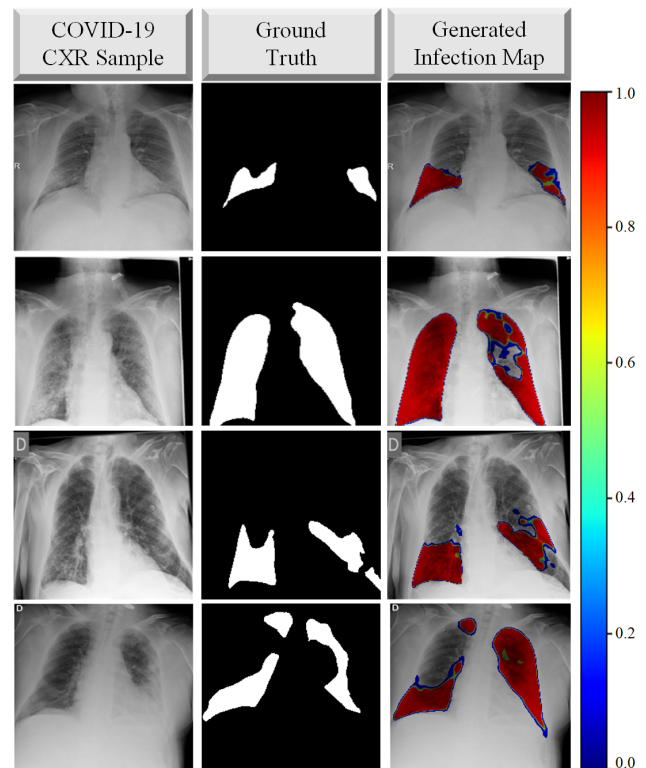 COVID-19
CXR Sample
Ground
Truth
Generated
Infection Map
1.0
R
R
0.8
0.6
D
D
0.4
0.2
D
D
0.0